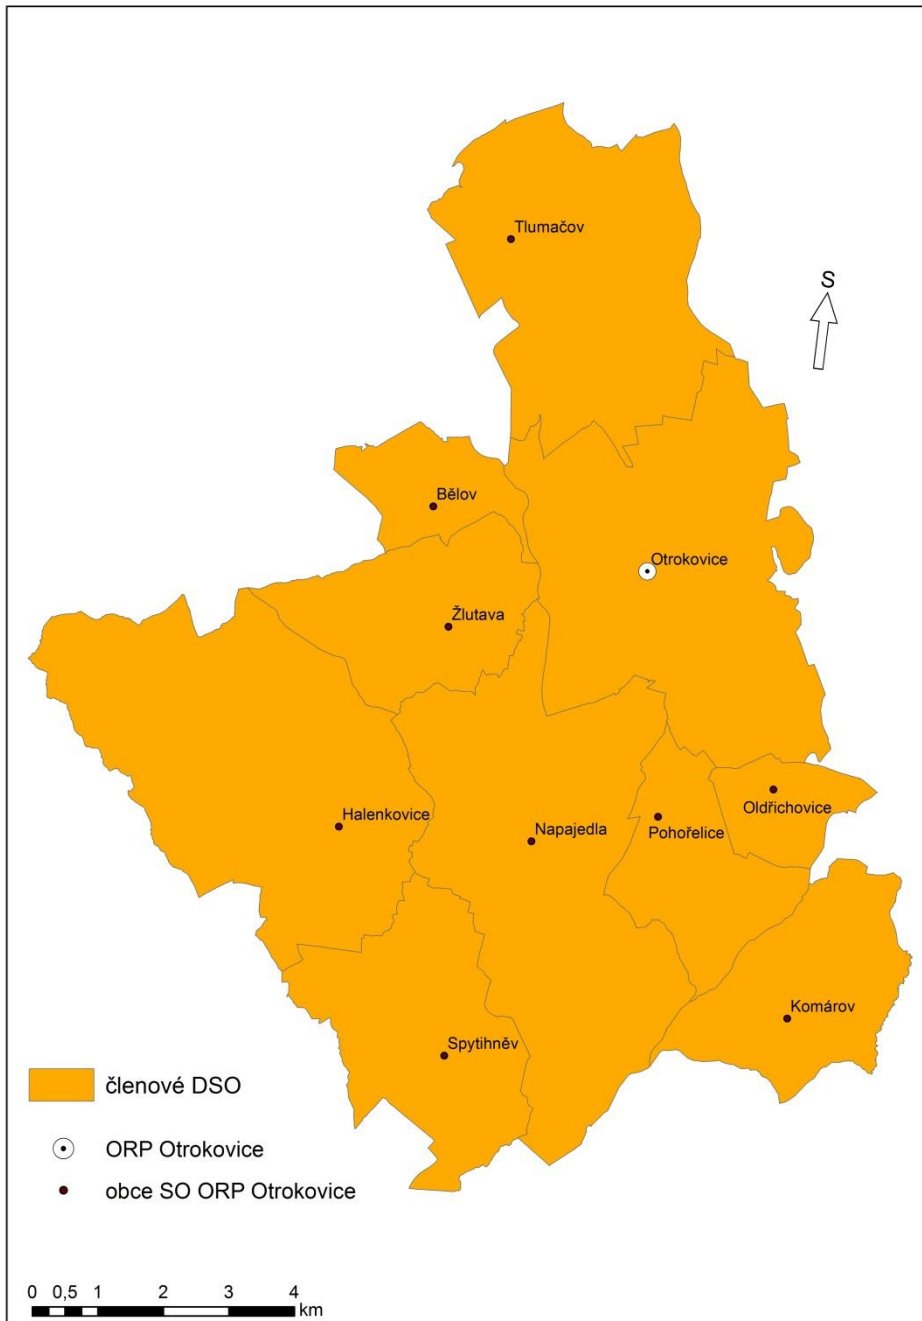 Tlumačov
S
Bělov
Otrokovice
Žlutava
Oldřichovice
Halenkovice
Napajedla
Pohořelice
Komárov
Spytihněv
členové DSO
ORP Otrokovice
obce SO ORP Otrokovice
0 0,5 1 2 3 4
km